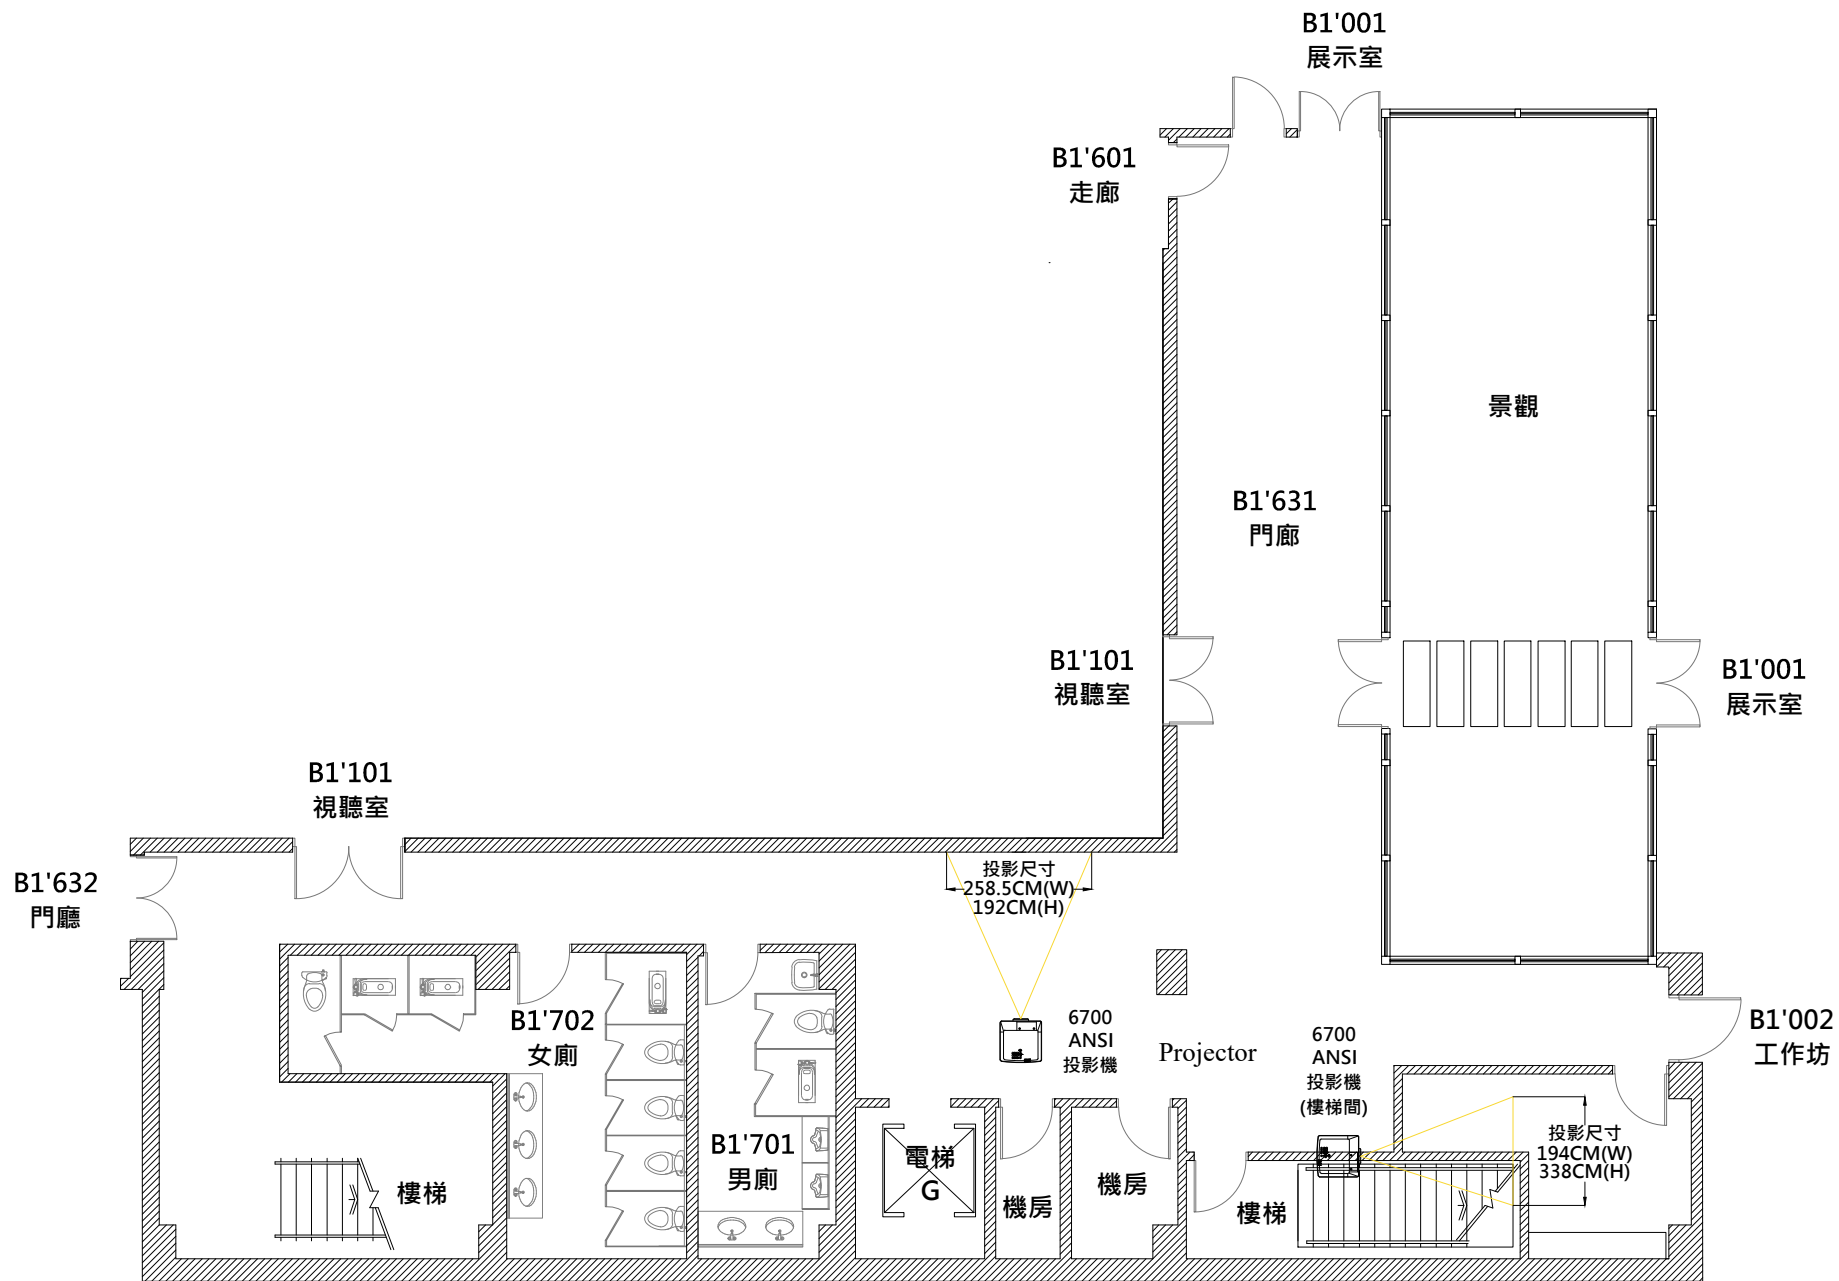 B1'001
展示室
B1'601
走廊
景觀
B1'631
門廊
B1'101
視聽室
B1'001
展示室
B1'101
視聽室
B1'632
門廳
投影尺寸
258.5CM(W)
192CM(H)
B1'702
女廁
6700
ANSI
投影機
Projector
6700
ANSI
投影機
(樓梯間)
B1'002
工作坊
B1'701
男廁
電梯
G
投影尺寸
194CM(W)
338CM(H)
樓梯
機房
機房
樓梯